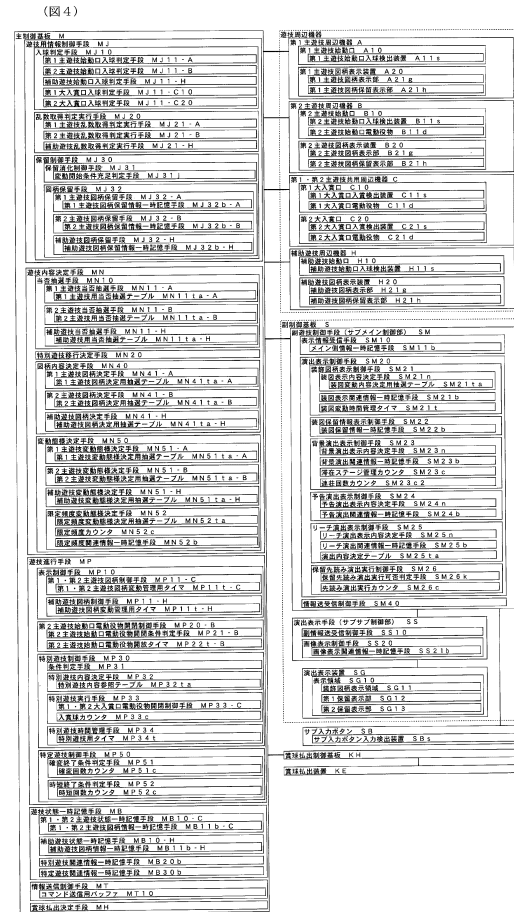 （図４）
主制御基板 M
遊技用情報制御手段 MJ
入球判定手段 MJ10
第１主遊技始動口入球判定手段 MJ11-A
第２主遊技始動口入球判定手段 MJ11-B
補助遊技始動口入球判定手段 MJ11-H
第１大入賞口入球判定手段 MJ11-C10
第２大入賞口入球判定手段 MJ11-C20
乱数取得判定実行手段 MJ20
第１主遊技乱数取得判定実行手段 MJ21-A
第２主遊技乱数取得判定実行手段 MJ21-B
補助遊技乱数取得判定実行手段 MJ21-H
保留制御手段 MJ30
保留消化制御手段 MJ31
変動開始条件充足判定手段 MJ31j
図柄保留手段 MJ32
第１主遊技図柄保留手段 MJ32-A
第１主遊技図柄保留情報一時記憶手段 MJ32b-A
第２主遊技図柄保留手段 MJ32-B
第２主遊技図柄保留情報一時記憶手段 MJ32b-B
補助遊技図柄保留手段 MJ32-H
補助遊技図柄保留情報一時記憶手段 MJ32b-H
遊技内容決定手段 MN
当否抽選手段 MN10
第１主遊技当否抽選手段 MN11-A
第１主遊技用当否抽選テーブル MN11ta-A
第２主遊技当否抽選手段 MN11-B
第２主遊技用当否抽選テーブル MN11ta-B
補助遊技当否抽選手段 MN11-H
補助遊技用当否抽選テーブル MN11ta-H
特別遊技移行決定手段 MN20
図柄内容決定手段 MN40
第１主遊技図柄決定手段 MN41-A
第１主遊技図柄決定用抽選テーブル MN41ta-A
第２主遊技図柄決定手段 MN41-B
第２主遊技図柄決定用抽選テーブル MN41ta-B
補助遊技図柄決定手段 MN41-H
補助遊技図柄決定用抽選テーブル MN41ta-H
変動態様決定手段 MN50
第１主遊技変動態様決定手段 MN51-A
第１主遊技変動態様決定用抽選テーブル MN51ta-A
第２主遊技変動態様決定手段 MN51-B
第２主遊技変動態様決定用抽選テーブル MN51ta-B
補助遊技変動態様決定手段 MN51-H
補助遊技変動態様決定用抽選テーブル MN51ta-H
限定頻度変動態様決定手段 MN52
限定頻度変動態様決定用抽選テーブル MN52ta
限定頻度カウンタ MN52c
限定頻度関連情報一時記憶手段 MN52b
遊技進行手段 MP
表示制御手段 MP10
第１・第２主遊技図柄制御手段 MP11-C
第１・第２主遊技図柄変動管理用タイマ MP11t-C
補助遊技図柄制御手段 MP11-H
補助遊技図柄変動管理用タイマ MP11t-H
第２主遊技始動口電動役物開閉制御手段 MP20-B
第２主遊技始動口電動役物開閉条件判定手段 MP21-B
第２主遊技始動口電動役物開放タイマ MP22t-B
特別遊技制御手段 MP30
条件判定手段 MP31
特別遊技内容決定手段 MP32
特別遊技内容参照テーブル MP32ta
特別遊技実行手段 MP33
第１・第２大入賞口電動役物開閉制御手段 MP33-C
入賞球カウンタ MP33c
特別遊技時間管理手段 MP34
特別遊技用タイマ MP34t
特定遊技制御手段 MP50
確変終了条件判定手段 MP51
確変回数カウンタ MP51c
時短終了条件判定手段 MP52
時短回数カウンタ MP52c
遊技状態一時記憶手段 MB
第１・第２主遊技状態一時記憶手段 MB10-C
第１・第２主遊技図柄情報一時記憶手段 MB11b-C
補助遊技状態一時記憶手段 MB10-H
補助遊技図柄情報一時記憶手段 MB11b-H
特別遊技関連情報一時記憶手段 MB20b
特定遊技関連情報一時記憶手段 MB30b
情報送信制御手段 MT
コマンド送信用バッファ MT10
賞球払出決定手段 MH
遊技周辺機器
第１主遊技周辺機器 A
第１主遊技始動口 A10
第１主遊技始動口入球検出装置 A11s
第１主遊技図柄表示装置 A20
第１主遊技図柄表示部 A21g
第１主遊技図柄保留表示部 A21h
第２主遊技周辺機器 B
第２主遊技始動口 B10
第２主遊技始動口入球検出装置 B11s
第２主遊技始動口電動役物 B11d
第２主遊技図柄表示装置 B20
第２主遊技図柄表示部 B21g
第２主遊技図柄保留表示部 B21h
第１・第２主遊技共用周辺機器 C
第１大入賞口 C10
第１大入賞口入賞検出装置 C11s
第１大入賞口電動役物 C11d
第２大入賞口 C20
第２大入賞口入賞検出装置 C21s
第２大入賞口電動役物 C21d
補助遊技周辺機器 H
補助遊技始動口 H10
補助遊技始動口入球検出装置 H11s
補助遊技図柄表示装置 H20
補助遊技図柄表示部 H21g
補助遊技図柄保留表示部 H21h
副制御基板 S
副遊技制御手段（サブメイン制御部） SM
表示情報受信手段 SM10
メイン側情報一時記憶手段 SM11b
演出表示制御手段 SM20
装飾図柄表示制御手段 SM21
装図表示内容決定手段 SM21n
装図変動内容決定用抽選テーブル SM21ta
装図表示関連情報一時記憶手段 SM21b
装図変動時間管理タイマ SM21t
装図保留情報表示制御手段 SM22
装図保留情報一時記憶手段 SM22b
背景演出表示制御手段 SM23
背景演出表示内容決定手段 SM23n
背景演出関連情報一時記憶手段 SM23b
滞在ステージ管理カウンタ SM23c
連荘回数カウンタ SM23c2
予告演出表示制御手段 SM24
予告演出表示内容決定手段 SM24n
予告演出関連情報一時記憶手段 SM24b
リーチ演出表示制御手段 SM25
リーチ演出表示内容決定手段 SM25n
リーチ演出関連情報一時記憶手段 SM25b
演出内容決定テーブル SM25ta
保留先読み演出実行制御手段 SM26
保留先読み演出実行可否判定手段 SM26k
先読み演出実行カウンタ SM26c
情報送受信制御手段 SM40
演出表示手段（サブサブ制御部） SS
副情報送受信制御手段 SS10
画像表示制御手段 SS20
画像表示関連情報一時記憶手段 SS21b
演出表示装置 SG
表示領域 SG10
装飾図柄表示領域 SG11
第１保留表示部 SG12
第２保留表示部 SG13
サブ入力ボタン SB
サブ入力ボタン入力検出装置 SBs
賞球払出制御基板 KH
賞球払出装置 KE